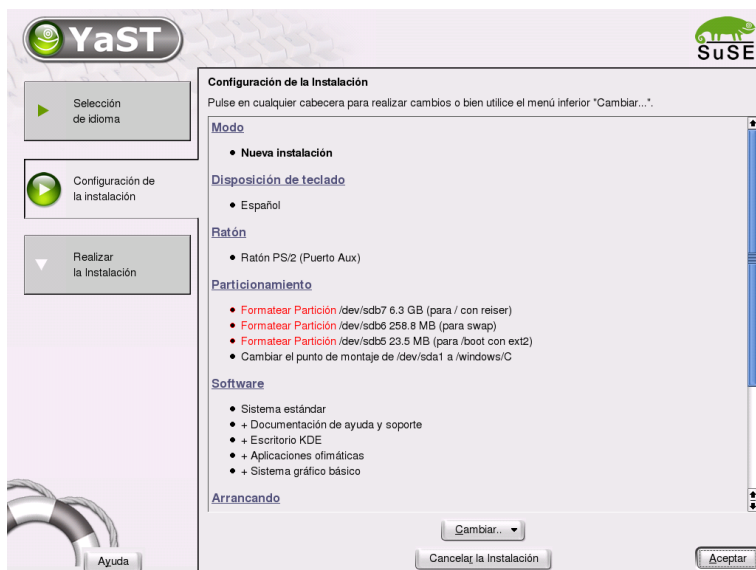 YaST
SuSE
Selección
de idioma
Configuración de
la instalación
Realizar
la Instalación
Configuración de la Instalación
Pulse en cualquier cabecera para realizar cambios o bien utilice el menú inferior "Cambiar...".
Modo
Nueva instalación
Disposición de teclado
Español
Ratón
Ratón PS/2 (Puerto Aux)
Particionamiento
Formatear Partición /dev/sdb7 6.3 GB (para / con reiser)
Formatear Partición /dev/sdb6 258.8 MB (para swap)
Formatear Partición /dev/sdb5 23.5 MB (para /boot con ext2)
Cambiar el punto de montaje de /dev/sda1 a /windows/C
Software
Sistema estándar
+ Documentación de ayuda y soporte
+ Escritorio KDE
+ Aplicaciones ofimáticas
+ Sistema gráfico básico
Arrancando
Cambiar..
Ayuda
Cancelar la Instalación
Aceptar